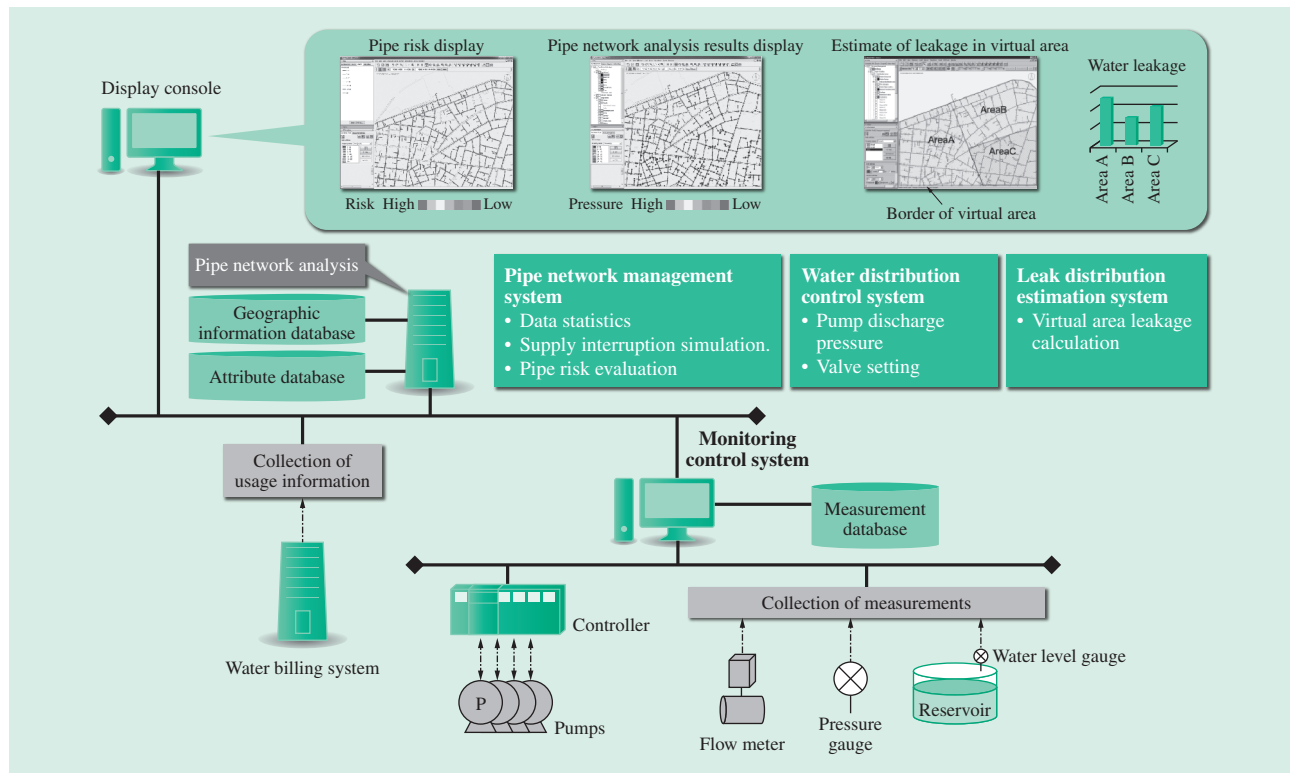 Pipe risk display
Pipe network analysis results display
Estimate of leakage in virtual area
Water leakage
Display console
AreaB
AreaA
AreaC
Area A
Area B
Area C
Risk High Low
Pressure High Low
Border of virtual area
Pipe network analysis
Geographic
information database
Attribute database
Pipe network management
system
• Data statistics
• Supply interruption simulation.
• Pipe risk evaluation
Water distribution
control system
• Pump discharge
pressure
• Valve setting
Leak distribution
estimation system
• Virtual area leakage
calculation
Collection of
usage information
Monitoring
control system
Measurement
database
Water billing system
Controller
Collection of measurements
P
Pumps
Flow meter
Pressure
gauge
Water level gauge
Reservoir